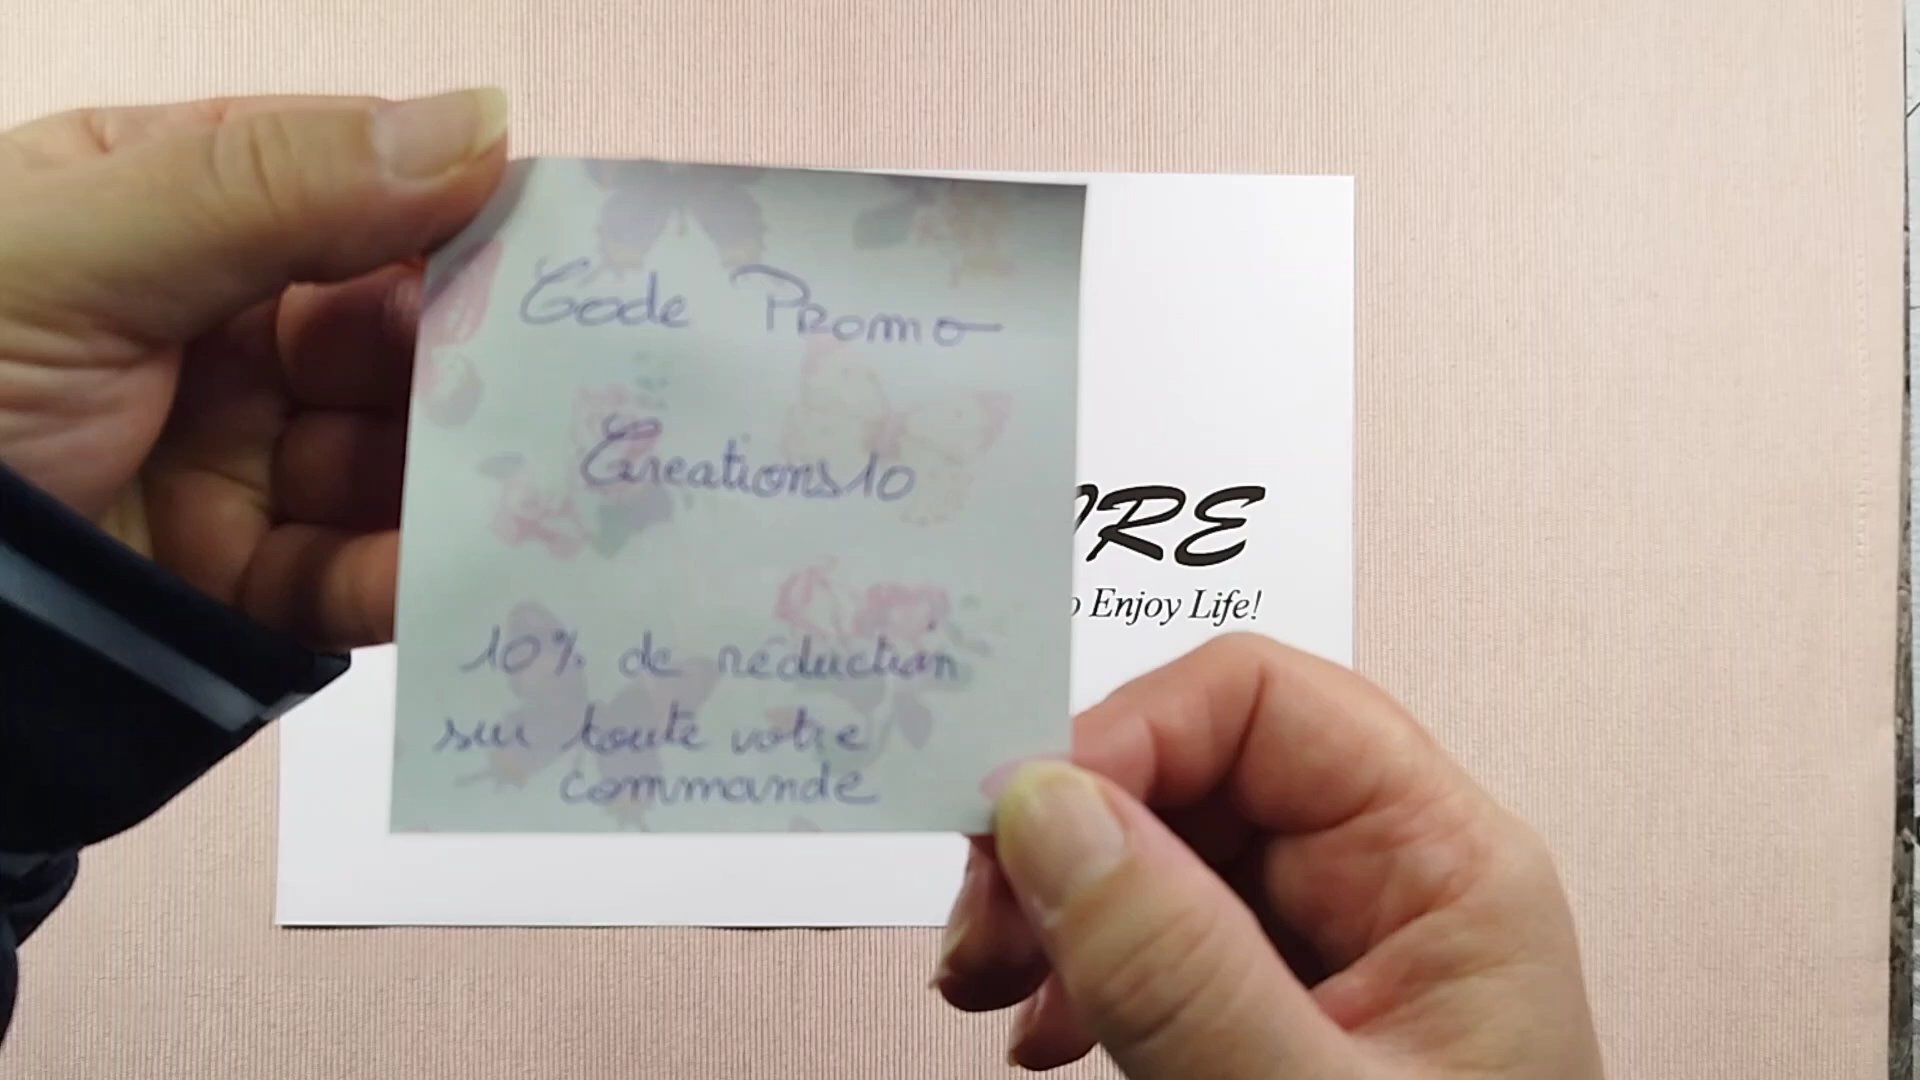 Code Promo
Creations10
RE
Enjoy Life!
10% de réduction
sur toute votre
commande